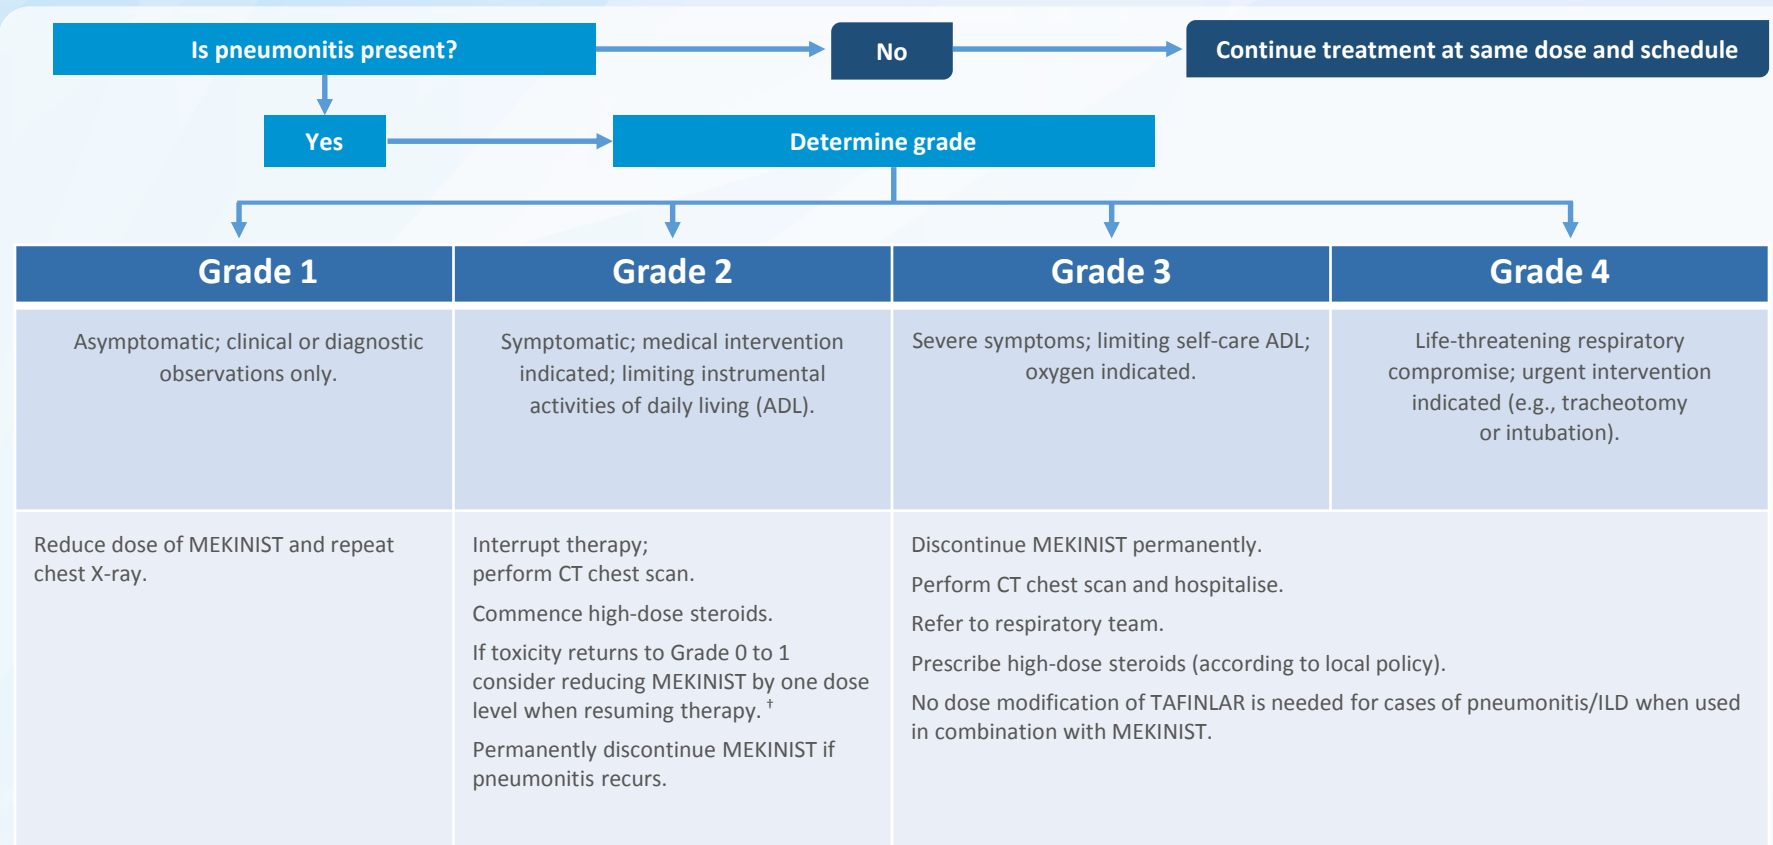 Is pneumonitis present?
No
Continue treatment at same dose and schedule
Yes
Determine grade
Grade 1
Grade 2
Grade 3
Grade 4
Asymptomatic; clinical or diagnostic
observations only.
Symptomatic; medical intervention
indicated; limiting instrumental
activities of daily living (ADL).
Severe symptoms; limiting self-care ADL;
oxygen indicated.
Life-threatening respiratory
compromise; urgent intervention
indicated (e.g., tracheotomy
or intubation).
Reduce dose of MEKINIST and repeat
chest X-ray.
Interrupt therapy;
perform CT chest scan.
Commence high-dose steroids.
If toxicity returns to Grade 0 to 1
consider reducing MEKINIST by one dose
level when resuming therapy. †
Permanently discontinue MEKINIST if
pneumonitis recurs.
Discontinue MEKINIST permanently.
Perform CT chest scan and hospitalise.
Refer to respiratory team.
Prescribe high-dose steroids (according to local policy).
No dose modification of TAFINLAR is needed for cases of pneumonitis/ILD when used
in combination with MEKINIST.